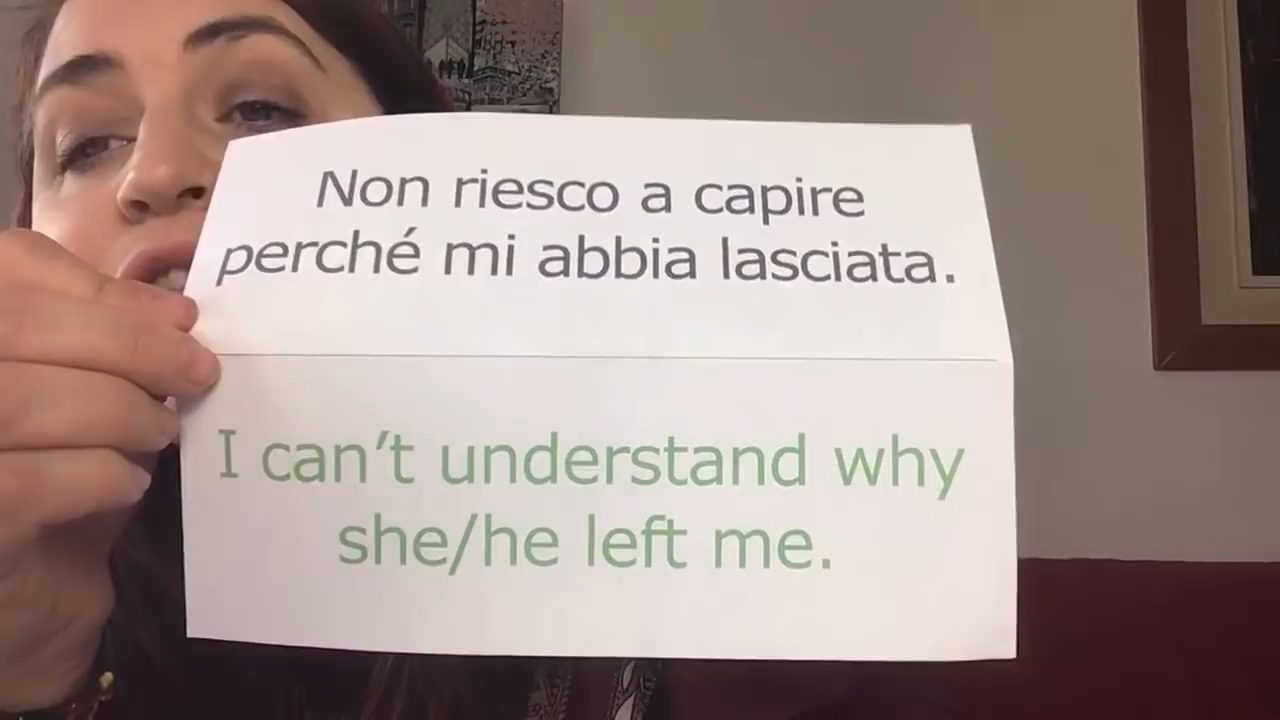 Non riesco a capire
perché mi abbia lasciata.
I can't understand why
she/he left me.